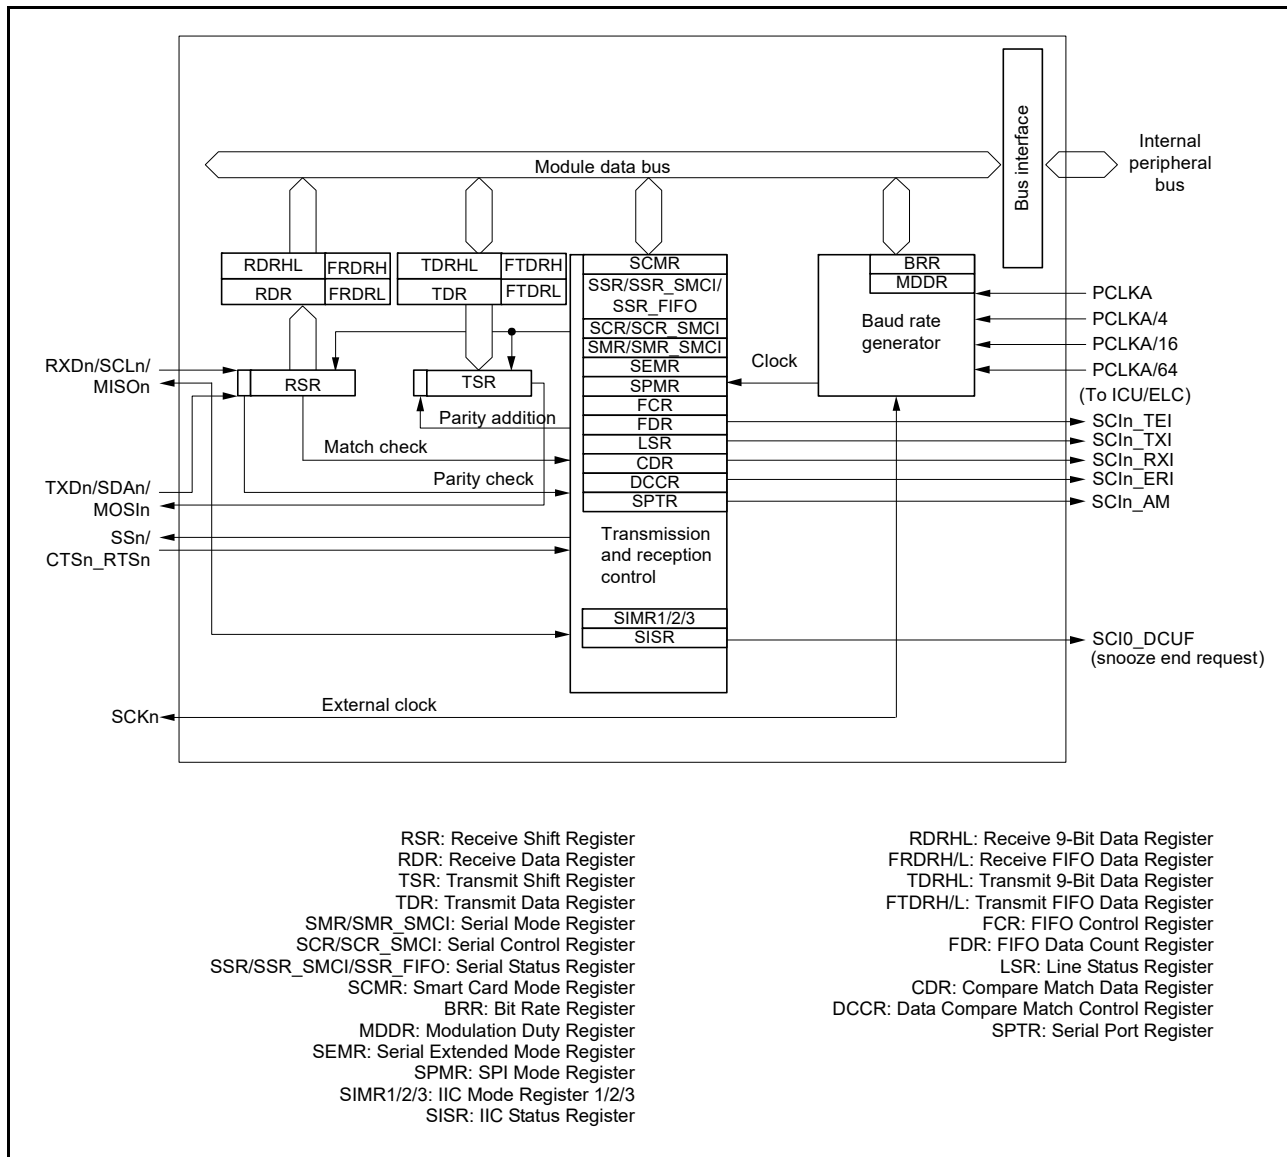 Bus interface
Internal
peripheral
bus
Module data bus
RDRHL
FRDRH
RDR
FRDRL
TDRHL
FTDRH
TDR
FTDRL
SCMR
SSR/SSR_SMCI/
SSR_FIFO
SCR/SCR_SMCI
SMR/SMR_SMCI
SEMR
SPMR
FCR
FDR
LSR
CDR
DCCR
SPTR
Transmission
and reception
control
SIMR1/2/3
SISR
BRR
MDDR
Baud rate
generator
Clock
PCLKA
PCLKA/4
PCLKA/16
PCLKA/64
(To ICU/ELC)
SCIn_TEI
SCIn_TXI
SCIn_RXI
SCIn_ERI
SCIn_AM
SCI0_DCUF
(snooze end request)
RXDn/SCLn/
MISOn
RSR
TSR
Parity addition
Match check
Parity check
TXDn/SDAn/
MOSIn
SSn/
CTSn_RTSn
SCKn
External clock
RSR: Receive Shift Register
RDR: Receive Data Register
TSR: Transmit Shift Register
TDR: Transmit Data Register
SMR/SMR_SMCI: Serial Mode Register
SCR/SCR_SMCI: Serial Control Register
SSR/SSR_SMCI/SSR_FIFO: Serial Status Register
SCMR: Smart Card Mode Register
BRR: Bit Rate Register
MDDR: Modulation Duty Register
SEMR: Serial Extended Mode Register
SPMR: SPI Mode Register
SIMR1/2/3: IIC Mode Register 1/2/3
SISR: IIC Status Register
RDRHL: Receive 9-Bit Data Register
FRDRH/L: Receive FIFO Data Register
TDRHL: Transmit 9-Bit Data Register
FTDRH/L: Transmit FIFO Data Register
FCR: FIFO Control Register
FDR: FIFO Data Count Register
LSR: Line Status Register
CDR: Compare Match Data Register
DCCR: Data Compare Match Control Register
SPTR: Serial Port Register